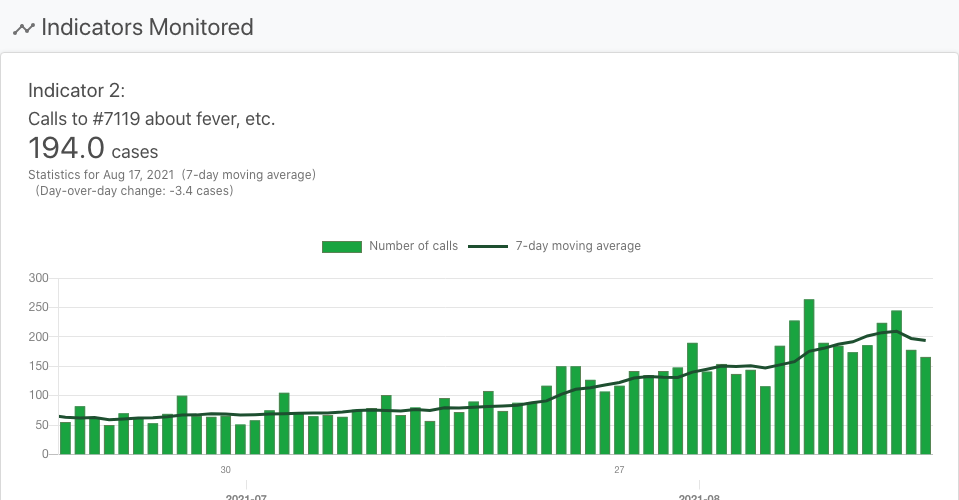 Indicators Monitored
Indicator 2:
Calls to #7119 about fever, etc.
194.0 cases
Statistics for Aug 17, 2021 (7-day moving average)
(Day-over-day change: -3.4 cases)
Number of calls 7-day moving average
300
250
200
150
100
50
0
30 27
2021-07 2021-08